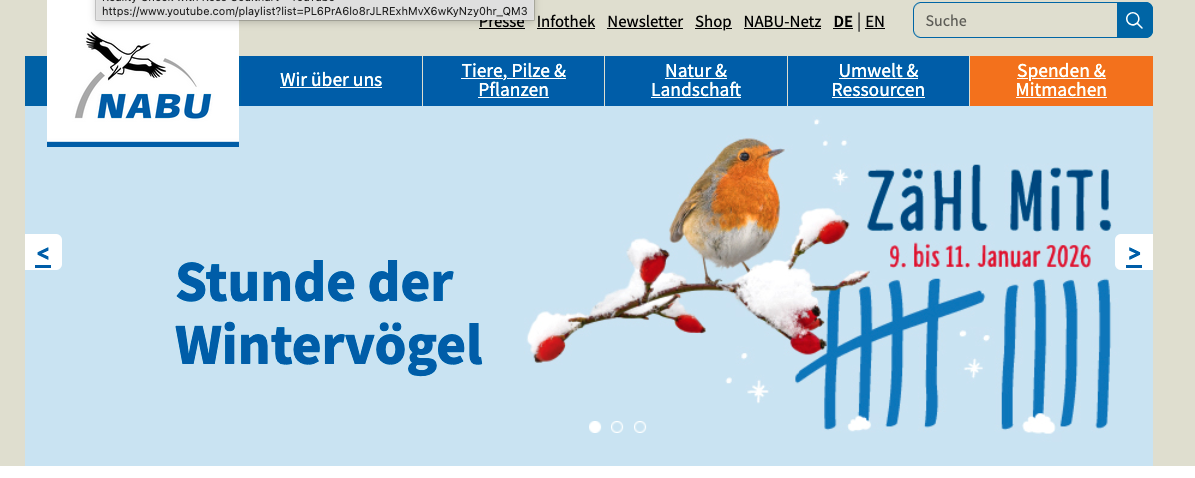 https://www.youtube.com/playlist?list=PL6PrA6lo8rJLRExhMvX6wKyNzy0hr_QM3
Presse Infothek Newsletter Shop NABU-Netz DE | EN
Suche
NABU
Wir über uns
Tiere, Pilze &
Pflanzen
Natur &
Landschaft
Umwelt &
Ressourcen
Spenden &
Mitmachen
ZäHl MiT!
9. bis 11. Januar 2026
<
>
Stunde der
Wintervögel